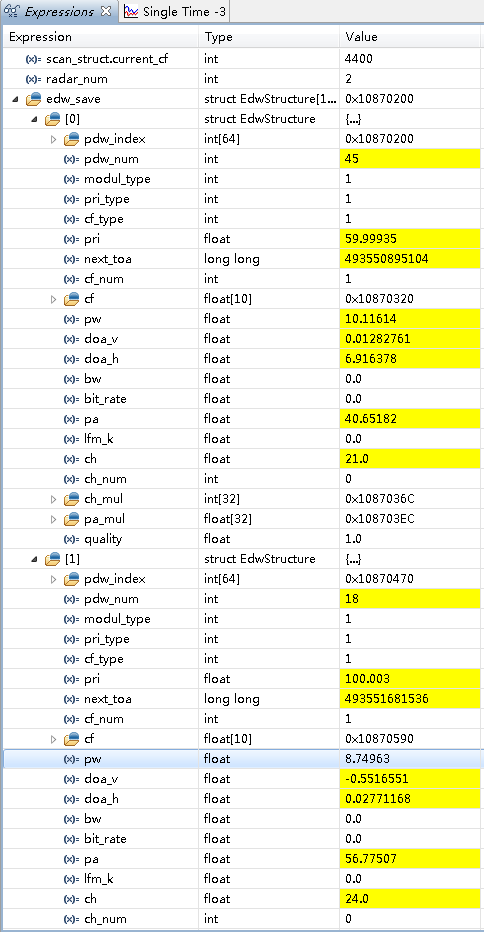 Expressions Single Time -3
Expression Type Value
(x)= scan_struct.current_cf int 4400
(x)= radar_num int 2
edw_save struct EdwStructure[1... 0x10870200
[0] struct EdwStructure {...}
pdw_index int[64] 0x10870200
(x)= pdw_num int 45
(x)= modul_type int 1
(x)= pri_type int 1
(x)= cf_type int 1
(x)= pri float 59.99935
(x)= next_toa long long 493550895104
(x)= cf_num int 1
cf float[10] 0x10870320
(x)= pw float 10.11614
(x)= doa_v float 0.01282761
(x)= doa_h float 6.916378
(x)= bw float 0.0
(x)= bit_rate float 0.0
(x)= pa float 40.65182
(x)= lfm_k float 0.0
(x)= ch float 21.0
(x)= ch_num int 0
ch_mul int[32] 0x1087036C
pa_mul float[32] 0x108703EC
(x)= quality float 1.0
[1] struct EdwStructure {...}
pdw_index int[64] 0x10870470
(x)= pdw_num int 18
(x)= modul_type int 1
(x)= pri_type int 1
(x)= cf_type int 1
(x)= pri float 100.003
(x)= next_toa long long 493551681536
(x)= cf_num int 1
cf float[10] 0x10870590
(x)= pw float 8.74963
(x)= doa_v float -0.5516551
(x)= doa_h float 0.02771168
(x)= bw float 0.0
(x)= bit_rate float 0.0
(x)= pa float 56.77507
(x)= lfm_k float 0.0
(x)= ch float 24.0
(x)= ch_num int 0